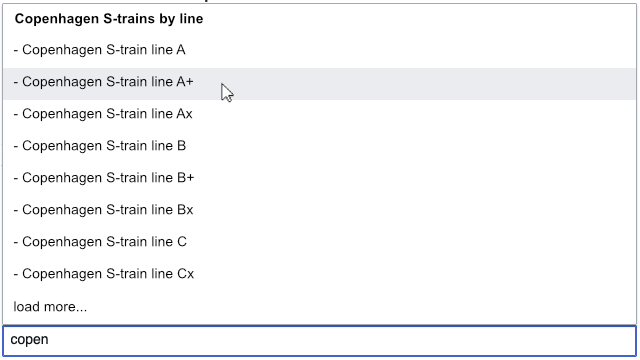 Copenhagen S-trains by line
- Copenhagen S-train line A
- Copenhagen S-train line A+
- Copenhagen S-train line Ax
- Copenhagen S-train line B
- Copenhagen S-train line B+
- Copenhagen S-train line Bx
- Copenhagen S-train line C
- Copenhagen S-train line Cx
load more...
copen